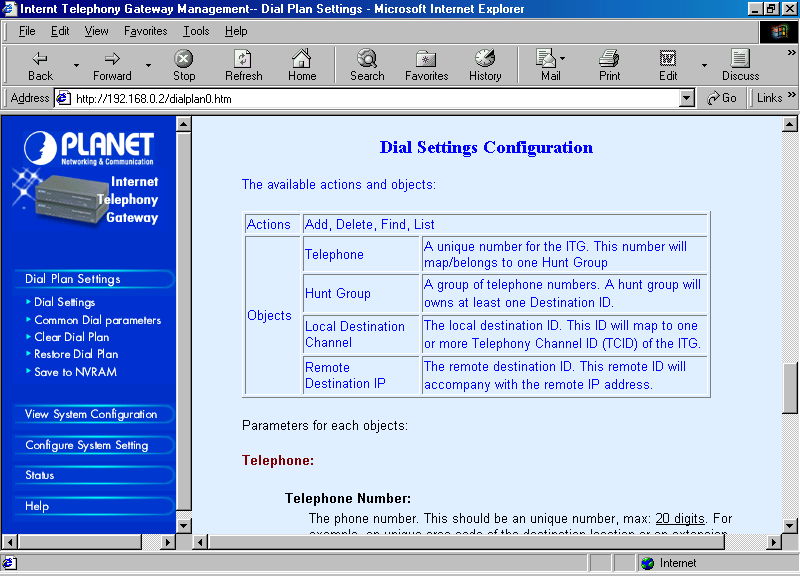 Internt Telephony Gateway Management-- Dial Plan Settings - Microsoft Internet Explorer
File Edit View Favorites Tools Help
Back Forward Stop Refresh Home Search Favorites History Mail Print Edit Discuss
Address http://192.168.0.2/dialplan0.htm Go Links
PLANET
Networking & Communication
Internet
Telephony
Gateway
Dial Plan Settings
Dial Settings
Common Dial parameters
Clear Dial Plan
Restore Dial Plan
Save to NVRAM
View System Configuration
Configure System Setting
Status
Help
Dial Settings Configuration
The available actions and objects:
Actions Add, Delete, Find, List
Objects
Telephone
A unique number for the ITG. This number will
map/belongs to one Hunt Group
Hunt Group
A group of telephone numbers. A hunt group will
owns at least one Destination ID.
Local Destination
Channel
The local destination ID. This ID will map to one
or more Telephony Channel ID (TCID) of the ITG.
Remote
Destination IP
The remote destination ID. This remote ID will
accompany with the remote IP address.
Parameters for each objects:
Telephone:
Telephone Number:
The phone number. This should be an unique number, max: 20 digits. For
example, an unique area code of the destination location or an extension
Internet